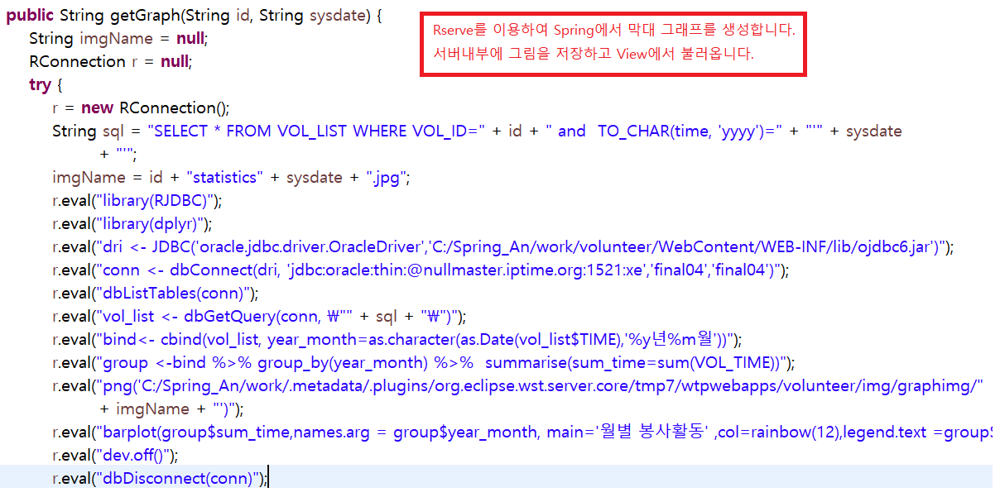 public String getGraph(String id, String sysdate) {
Rserve를 이용하여 Spring에서 막대 그래프를 생성합니다.
서버내부에 그림을 저장하고 View에서 불러옵니다.
String imgName = null;
RConnection r = null;
try {
r = new RConnection();
String sql = "SELECT * FROM VOL_LIST WHERE VOL_ID=" + id + " and  TO_CHAR(time, 'yyyy')=" + "'" + sysdate
+ "'";
imgName = id + "statistics" + sysdate + ".jpg";
r.eval("library(RJDBC)");
r.eval("library(dplyr)");
r.eval("dri <- JDBC('oracle.jdbc.driver.OracleDriver','C:/Spring_An/work/volunteer/WebContent/WEB-INF/lib/ojdbc6.jar')");
r.eval("conn <- dbConnect(dri, 'jdbc:oracle:thin:@nullmaster.iptime.org:1521:xe','final04','final04')");
r.eval("dbListTables(conn)");
r.eval("vol_list <- dbGetQuery(conn, ₩"" + sql + "₩")");
r.eval("bind<- cbind(vol_list, year_month=as.character(as.Date(vol_list$TIME),'%y년%m월'))");
r.eval("group <-bind %>% group_by(year_month) %>%  summarise(sum_time=sum(VOL_TIME))");
r.eval("png('C:/Spring_An/work/.metadata/.plugins/org.eclipse.wst.server.core/tmp7/wtpwebapps/volunteer/img/graphimg/"
+ imgName + "')");
r.eval("barplot(group$sum_time,names.arg = group$year_month, main='월별 봉사활동' ,col=rainbow(12),legend.text =group$
r.eval("dev.off()");
r.eval("dbDisconnect(conn)");